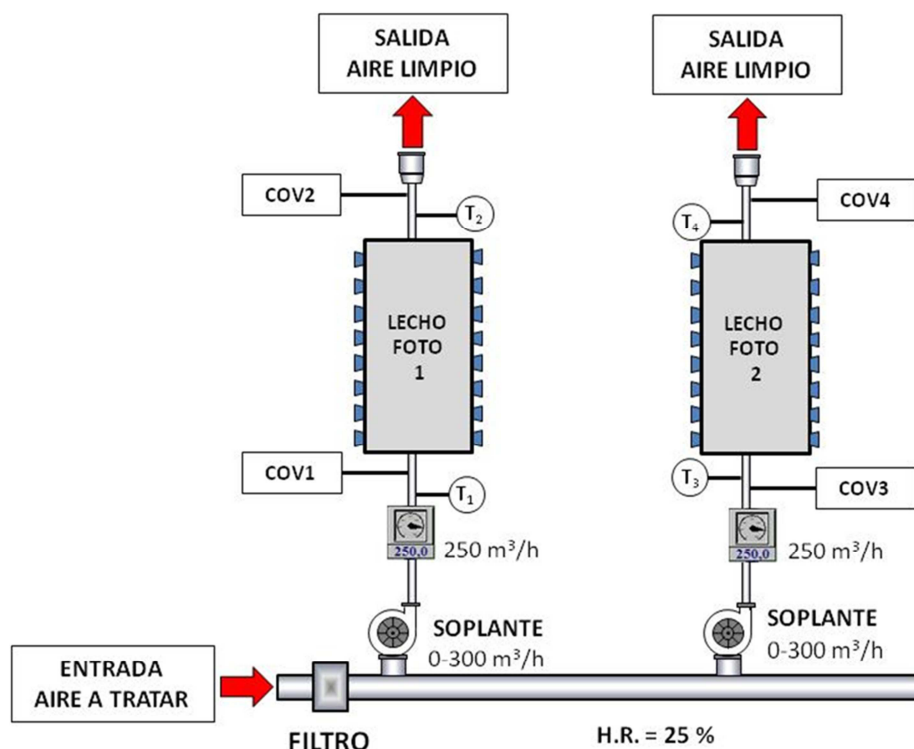 SALIDA
AIRE LIMPIO
SALIDA
AIRE LIMPIO
COV2
T₂
T₄
COV4
LECHO
FOTO
1
LECHO
FOTO
2
COV1
T₁
T₃
COV3
250,0
250 m³/h
250,0
250 m³/h
SOPLANTE
0-300 m³/h
SOPLANTE
0-300 m³/h
ENTRADA
AIRE A TRATAR
FILTRO
H.R. = 25 %